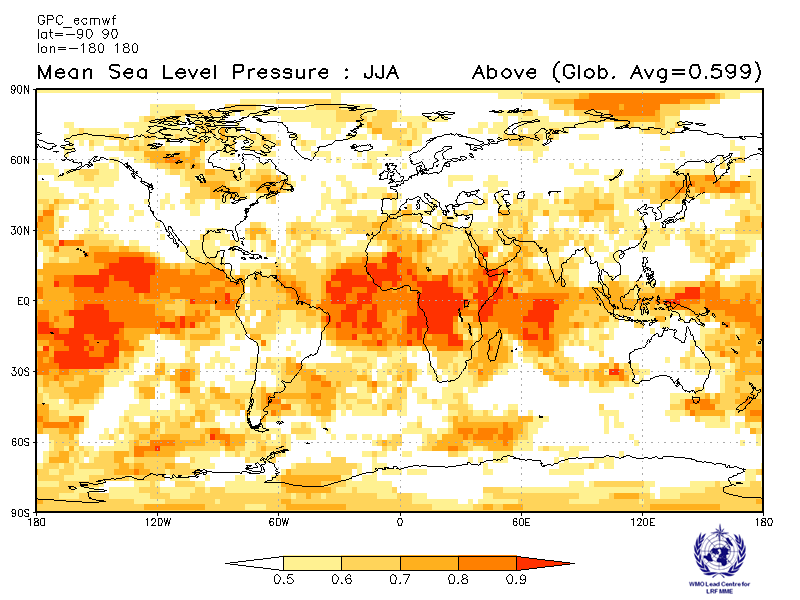 GPC_ecmwf
lat=−90 90
lon=−180 180
Mean Sea Level Pressure : JJA Above (Glob. Avg=0.599)
90N
60N
30N
EQ
30S
60S
90S
180 120W 60W 0 60E 120E 180
0.5 0.6 0.7 0.8 0.9
WMO Lead Centre for
LRF MME